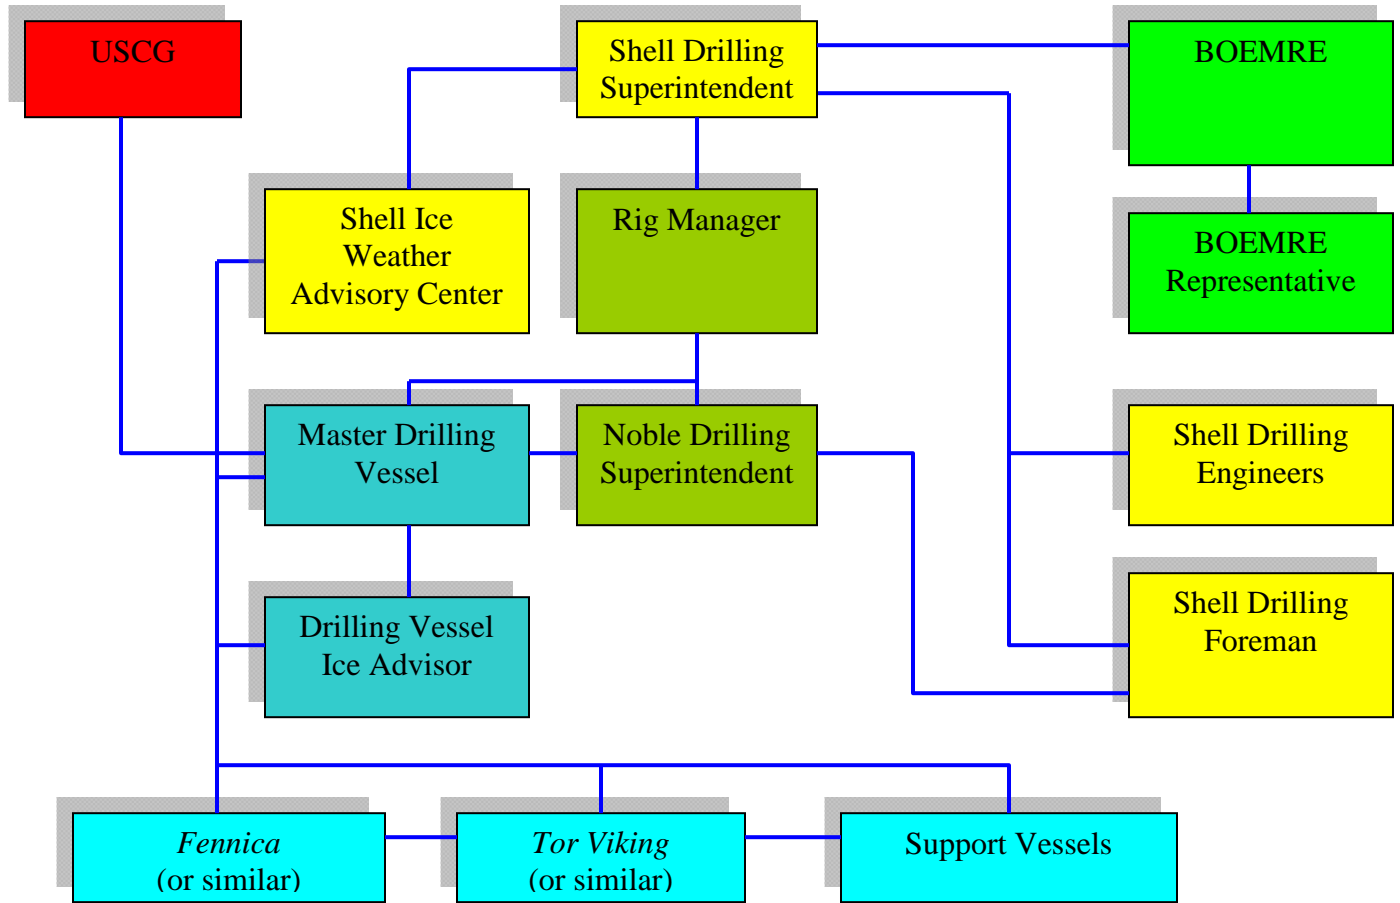 USCG
Shell Drilling
Superintendent
BOEMRE
Shell Ice
Weather
Advisory Center
Rig Manager
BOEMRE
Representative
Master Drilling
Vessel
Noble Drilling
Superintendent
Shell Drilling
Engineers
Drilling Vessel
Ice Advisor
Shell Drilling
Foreman
Fennica
(or similar)
Tor Viking
(or similar)
Support Vessels